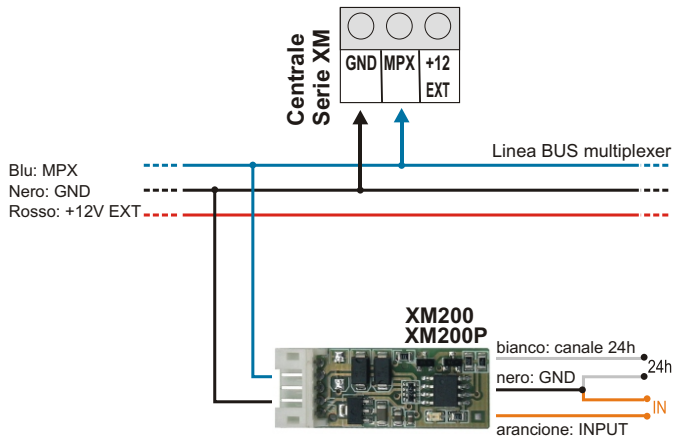 Centrale
Serie XM
GND MPX +12
EXT
Linea BUS multiplexer
Blu: MPX
Nero: GND
Rosso: +12V EXT
XM200
XM200P
bianco: canale 24h
24h
nero: GND
IN
arancione: INPUT